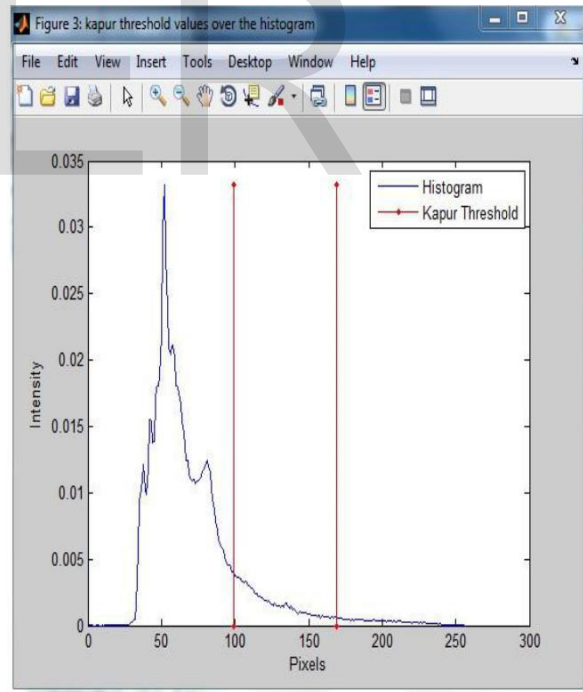 ER
Figure 3: kapur threshold values over the histogram
File Edit View Insert Tools Desktop Window Help
0.035
0.03
0.025
0.02
0.015
0.01
0.005
0
Intensity
Histogram
Kapur Threshold
0 50 100 150 200 250 300
Pixels